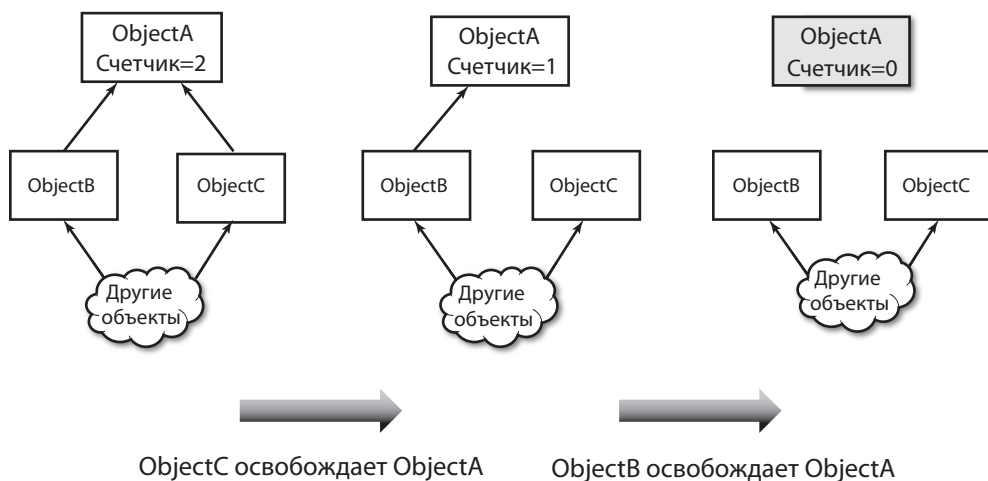 ObjectA
Счетчик=2
ObjectB
ObjectC
Другие
объекты
ObjectA
Счетчик=1
ObjectB
ObjectC
Другие
объекты
ObjectA
Счетчик=0
ObjectB
ObjectC
Другие
объекты
ObjectC освобождает ObjectA
ObjectB освобождает ObjectA